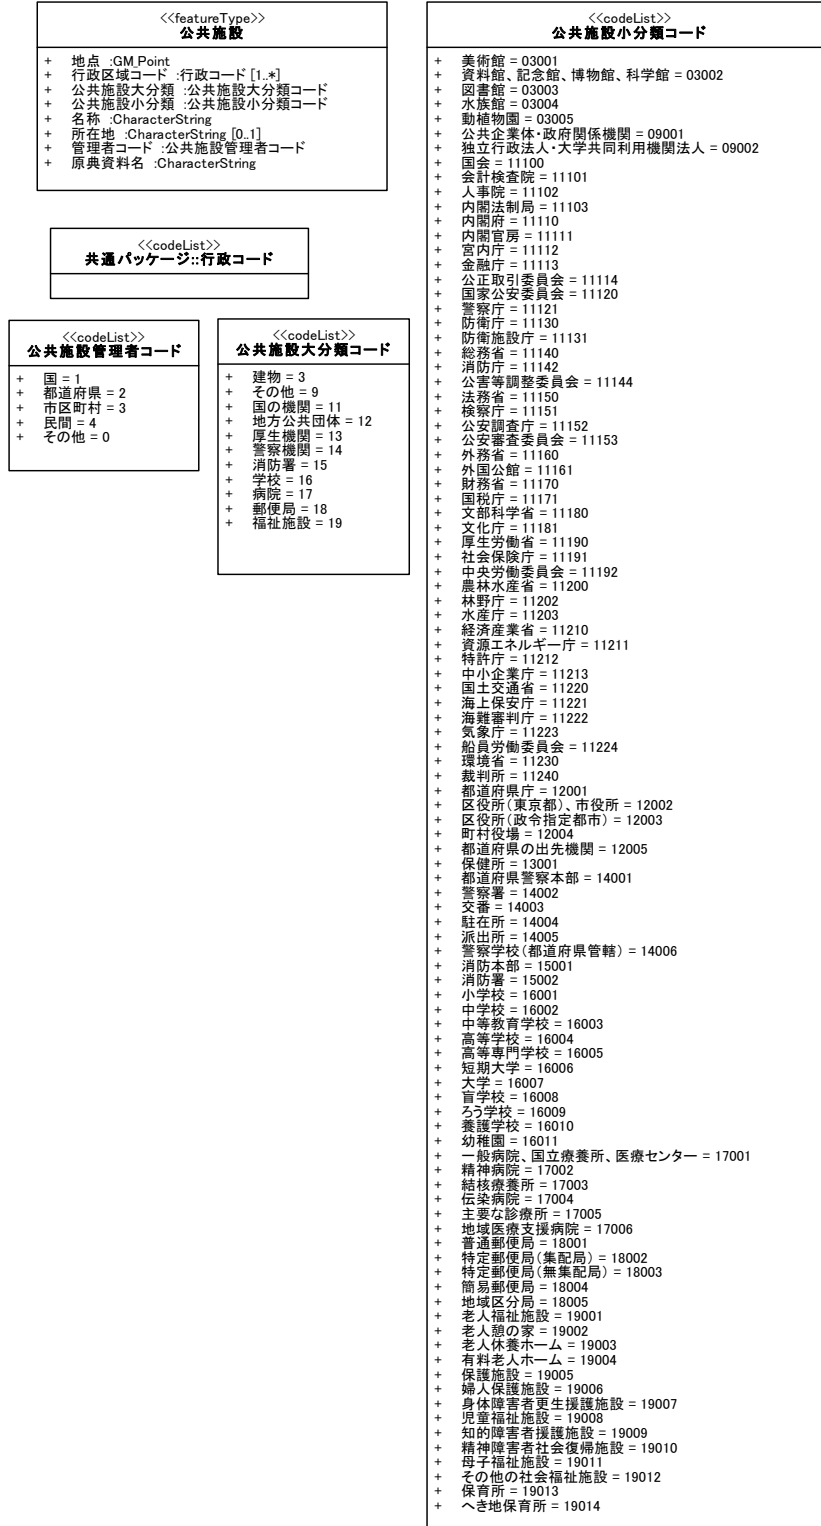 <<featureType>>
公共施設
+ 地点 :GM_Point
+ 行政区域コード :行政コード [1..*]
+ 公共施設大分類 :公共施設大分類コード
+ 公共施設小分類 :公共施設小分類コード
+ 名称 :CharacterString
+ 所在地 :CharacterString [0..1]
+ 管理者コード :公共施設管理者コード
+ 原典資料名 :CharacterString
<<codeList>>
共通パッケージ::行政コード
<<codeList>>
公共施設管理者コード
+ 国 = 1
+ 都道府県 = 2
+ 市区町村 = 3
+ 民間 = 4
+ その他 = 0
<<codeList>>
公共施設大分類コード
+ 建物 = 3
+ その他 = 9
+ 国の機関 = 11
+ 地方公共団体 = 12
+ 厚生機関 = 13
+ 警察機関 = 14
+ 消防署 = 15
+ 学校 = 16
+ 病院 = 17
+ 郵便局 = 18
+ 福祉施設 = 19
<<codeList>>
公共施設小分類コード
+ 美術館 = 03001
+ 資料館、記念館、博物館、科学館 = 03002
+ 図書館 = 03003
+ 水族館 = 03004
+ 動植物園 = 03005
+ 公共企業体・政府関係機関 = 09001
+ 独立行政法人・大学共同利用機関法人 = 09002
+ 国会 = 11100
+ 会計検査院 = 11101
+ 人事院 = 11102
+ 内閣法制局 = 11103
+ 内閣府 = 11110
+ 内閣官房 = 11111
+ 宮内庁 = 11112
+ 金融庁 = 11113
+ 公正取引委員会 = 11114
+ 国家公安委員会 = 11120
+ 警察庁 = 11121
+ 防衛庁 = 11130
+ 防衛施設庁 = 11131
+ 総務省 = 11140
+ 消防庁 = 11142
+ 公害等調整委員会 = 11144
+ 法務省 = 11150
+ 検察庁 = 11151
+ 公安調査庁 = 11152
+ 公安審査委員会 = 11153
+ 外務省 = 11160
+ 外国公館 = 11161
+ 財務省 = 11170
+ 国税庁 = 11171
+ 文部科学省 = 11180
+ 文化庁 = 11181
+ 厚生労働省 = 11190
+ 社会保険庁 = 11191
+ 中央労働委員会 = 11192
+ 農林水産省 = 11200
+ 林野庁 = 11202
+ 水産庁 = 11203
+ 経済産業省 = 11210
+ 資源エネルギー庁 = 11211
+ 特許庁 = 11212
+ 中小企業庁 = 11213
+ 国土交通省 = 11220
+ 海上保安庁 = 11221
+ 海難審判庁 = 11222
+ 気象庁 = 11223
+ 船員労働委員会 = 11224
+ 環境省 = 11230
+ 裁判所 = 11240
+ 都道府県庁 = 12001
+ 区役所(東京都)、市役所 = 12002
+ 区役所(政令指定都市) = 12003
+ 町村役場 = 12004
+ 都道府県の出先機関 = 12005
+ 保健所 = 13001
+ 都道府県警察本部 = 14001
+ 警察署 = 14002
+ 交番 = 14003
+ 駐在所 = 14004
+ 派出所 = 14005
+ 警察学校(都道府県管轄) = 14006
+ 消防本部 = 15001
+ 消防署 = 15002
+ 小学校 = 16001
+ 中学校 = 16002
+ 中等教育学校 = 16003
+ 高等学校 = 16004
+ 高等専門学校 = 16005
+ 短期大学 = 16006
+ 大学 = 16007
+ 盲学校 = 16008
+ ろう学校 = 16009
+ 養護学校 = 16010
+ 幼稚園 = 16011
+ 一般病院、国立療養所、医療センター = 17001
+ 精神病院 = 17002
+ 結核療養所 = 17003
+ 伝染病院 = 17004
+ 主要な診療所 = 17005
+ 地域医療支援病院 = 17006
+ 普通郵便局 = 18001
+ 特定郵便局(集配局) = 18002
+ 特定郵便局(無集配局) = 18003
+ 簡易郵便局 = 18004
+ 地域区分局 = 18005
+ 老人福祉施設 = 19001
+ 老人憩の家 = 19002
+ 老人休養ホーム = 19003
+ 有料老人ホーム = 19004
+ 保護施設 = 19005
+ 婦人保護施設 = 19006
+ 身体障害者更生援護施設 = 19007
+ 児童福祉施設 = 19008
+ 知的障害者援護施設 = 19009
+ 精神障害者社会復帰施設 = 19010
+ 母子福祉施設 = 19011
+ その他の社会福祉施設 = 19012
+ 保育所 = 19013
+ へき地保育所 = 19014